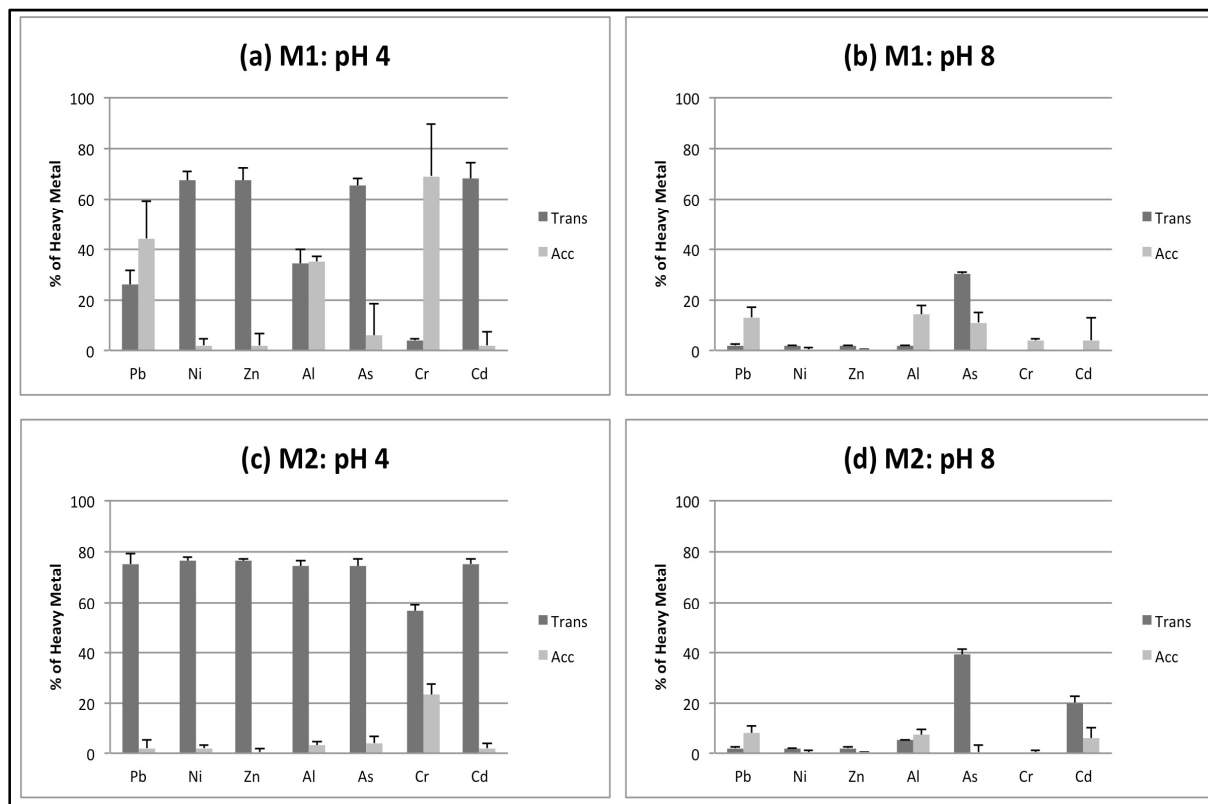 (a) M1: pH 4
% of Heavy Metal
100
80
60
40
20
0
Pb Ni Zn Al As Cr Cd
Trans
Acc
(b) M1: pH 8
% of Heavy Metal
100
80
60
40
20
0
Pb Ni Zn Al As Cr Cd
Trans
Acc
(c) M2: pH 4
% of Heavy Metal
100
80
60
40
20
0
Pb Ni Zn Al As Cr Cd
Trans
Acc
(d) M2: pH 8
% of Heavy Metal
100
80
60
40
20
0
Pb Ni Zn Al As Cr Cd
Trans
Acc